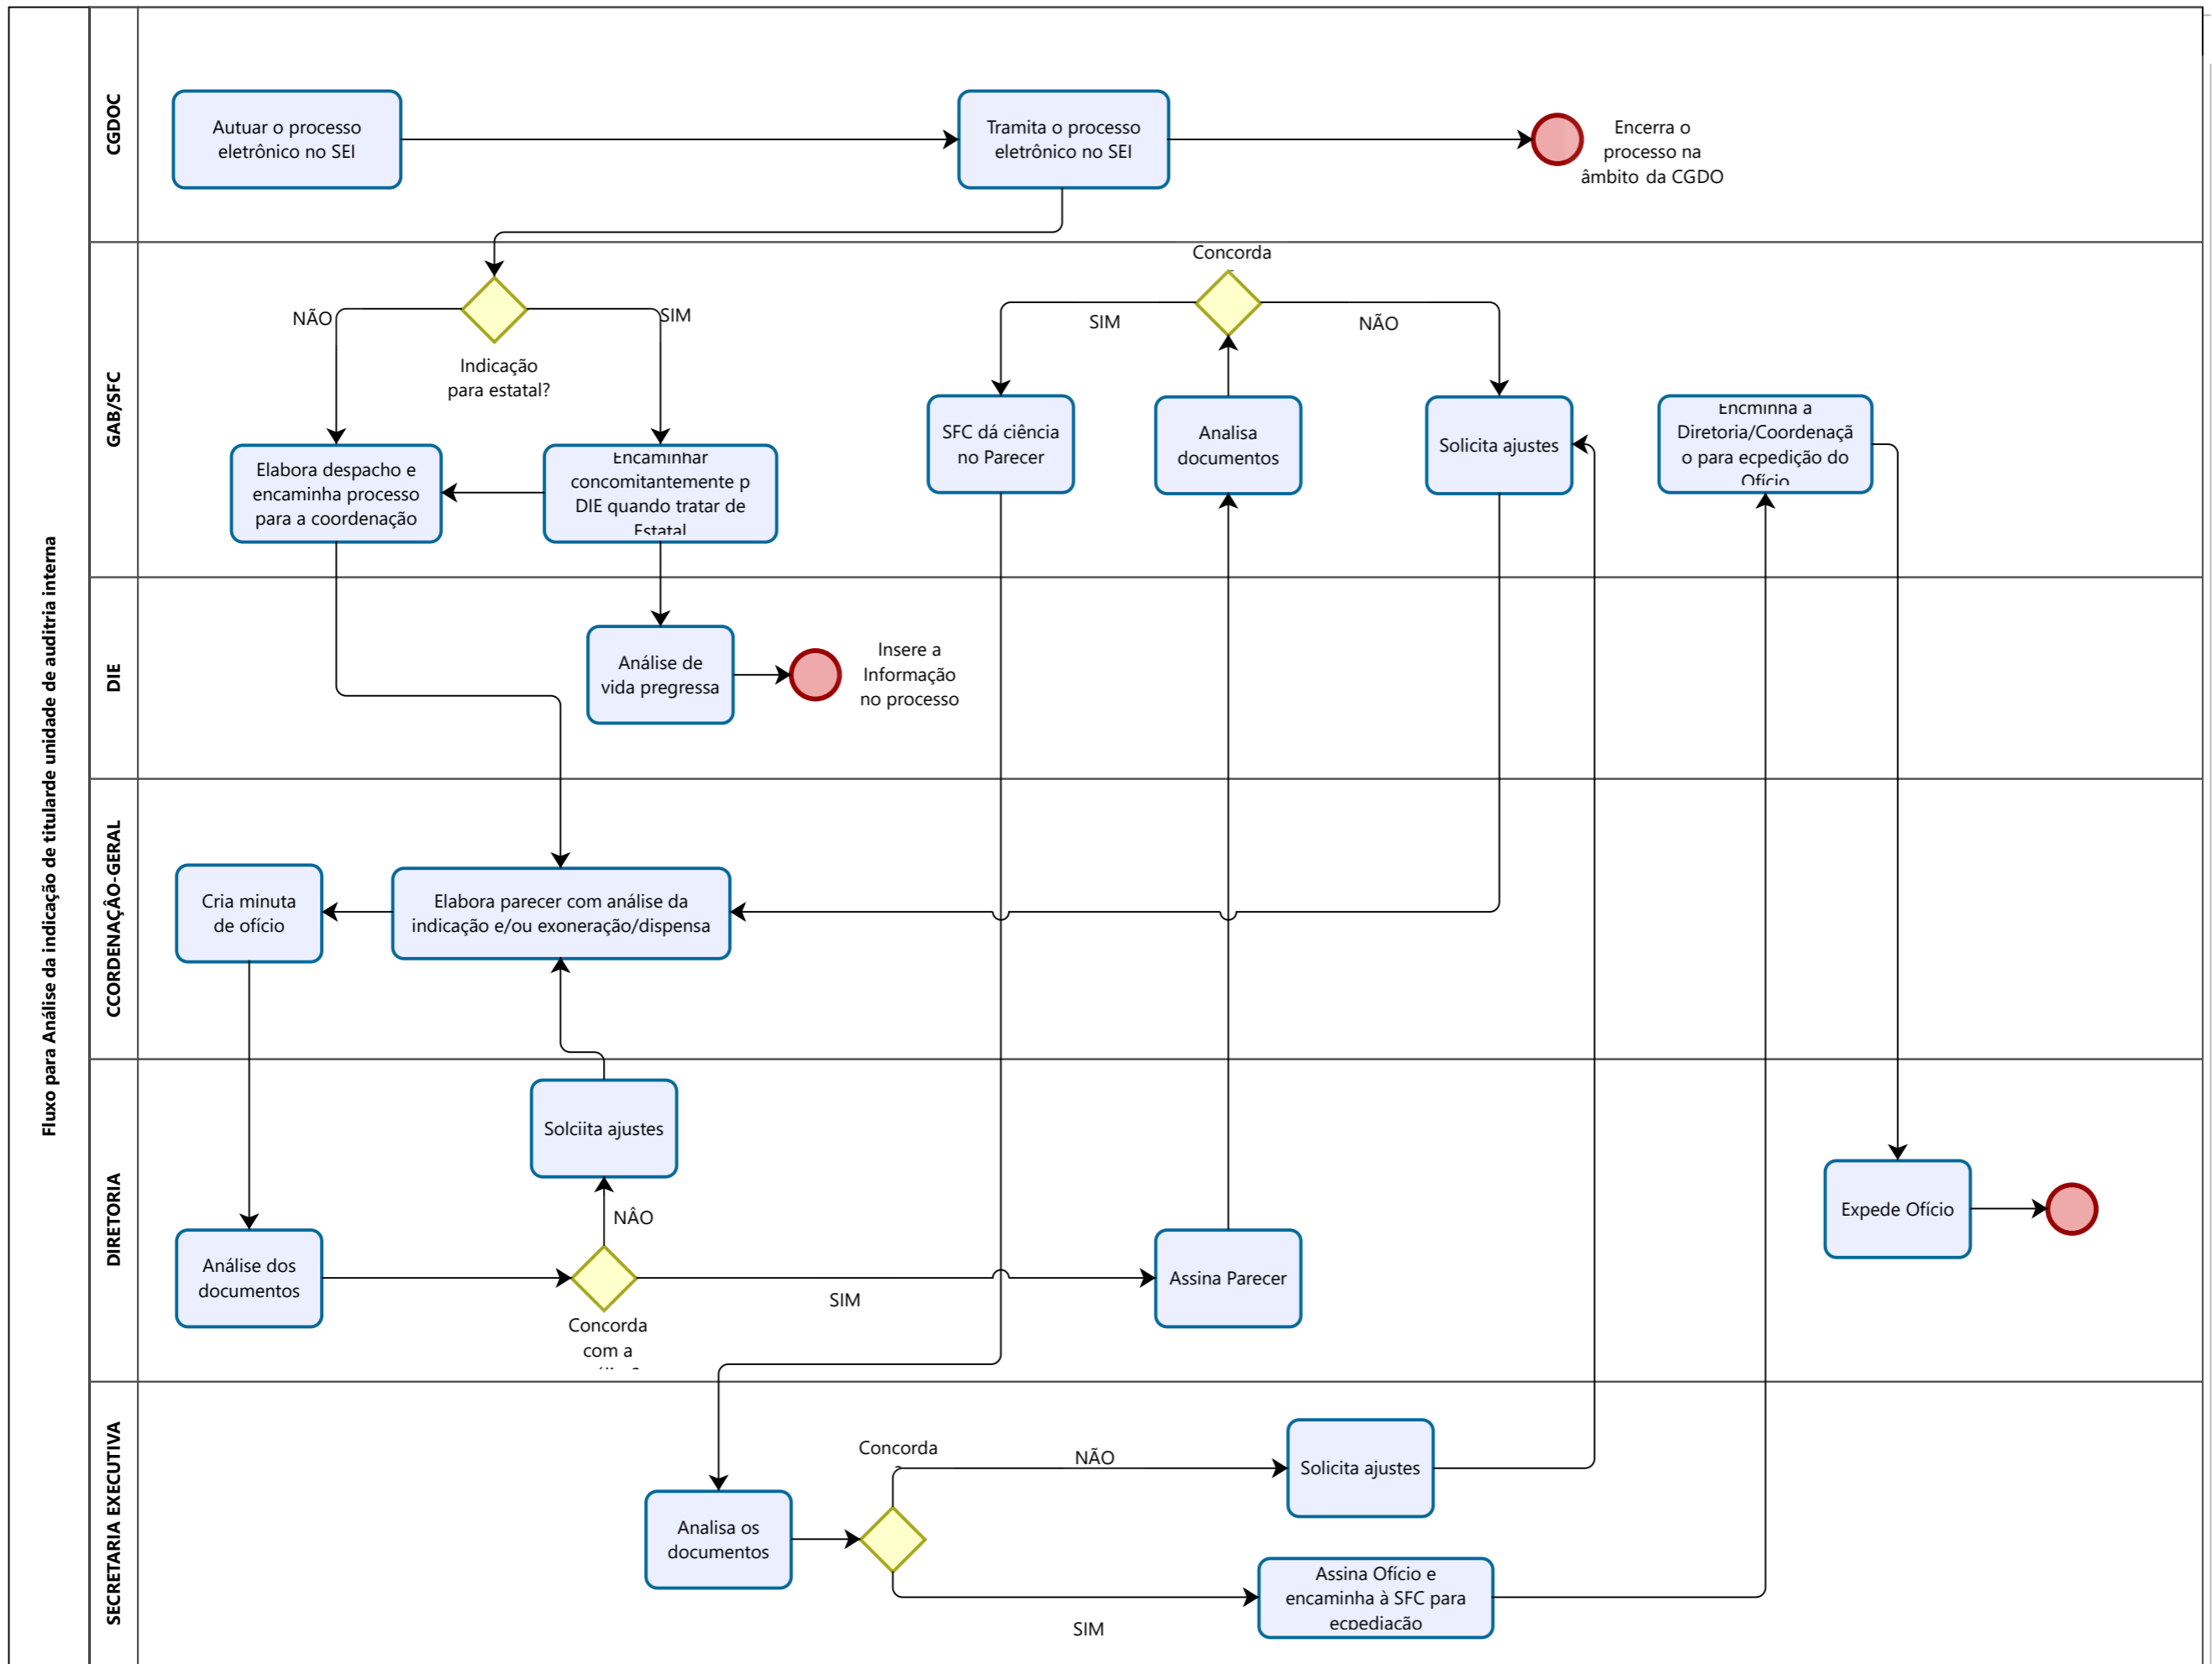 Fluxo para Análise da indicação de titularde unidade de auditria interna
CGDOC
Autuar o processo
eletrônico no SEI
Tramita o processo
eletrônico no SEI
Encerra o
processo na
âmbito da CGDO
GAB/SFC
NÃO
SIM
Indicação
para estatal?
Elabora despacho e
encaminha processo
para a coordenação
Encaminhar
concomitantemente p
DIE quando tratar de
Estatal
Concorda
SIM
NÃO
SFC dá ciência
no Parecer
Analisa
documentos
Solicita ajustes
Encminha a
Diretoria/Coordenaçã
o para ecpedição do
Ofício
DIE
Análise de
vida pregressa
Insere a
Informação
no processo
CCORDENAÇÂO-GERAL
Cria minuta
de ofício
Elabora parecer com análise da
indicação e/ou exoneração/dispensa
DIRETORIA
Solciita ajustes
NÂO
Análise dos
documentos
SIM
Concorda
com a
Assina Parecer
Expede Ofício
SECRETARIA EXECUTIVA
Analisa os
documentos
Concorda
NÃO
Solicita ajustes
SIM
Assina Ofício e
encaminha à SFC para
ecpediação